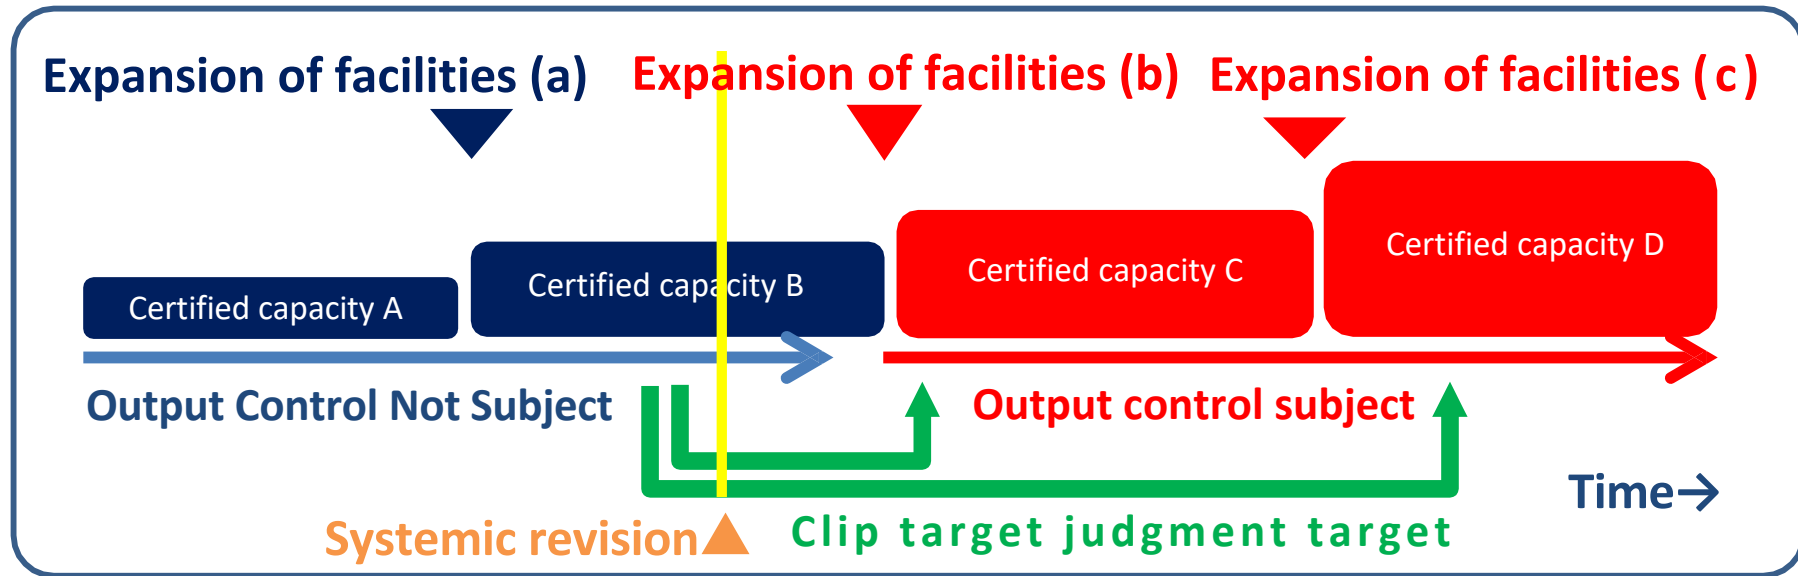 Expansion of facilities (a)
Expansion of facilities (b)
Expansion of facilities (c)
Certified capacity A
Certified capacity B
Certified capacity C
Certified capacity D
Output Control Not Subject
Output control subject
Time→
Systemic revision
Clip target judgment target